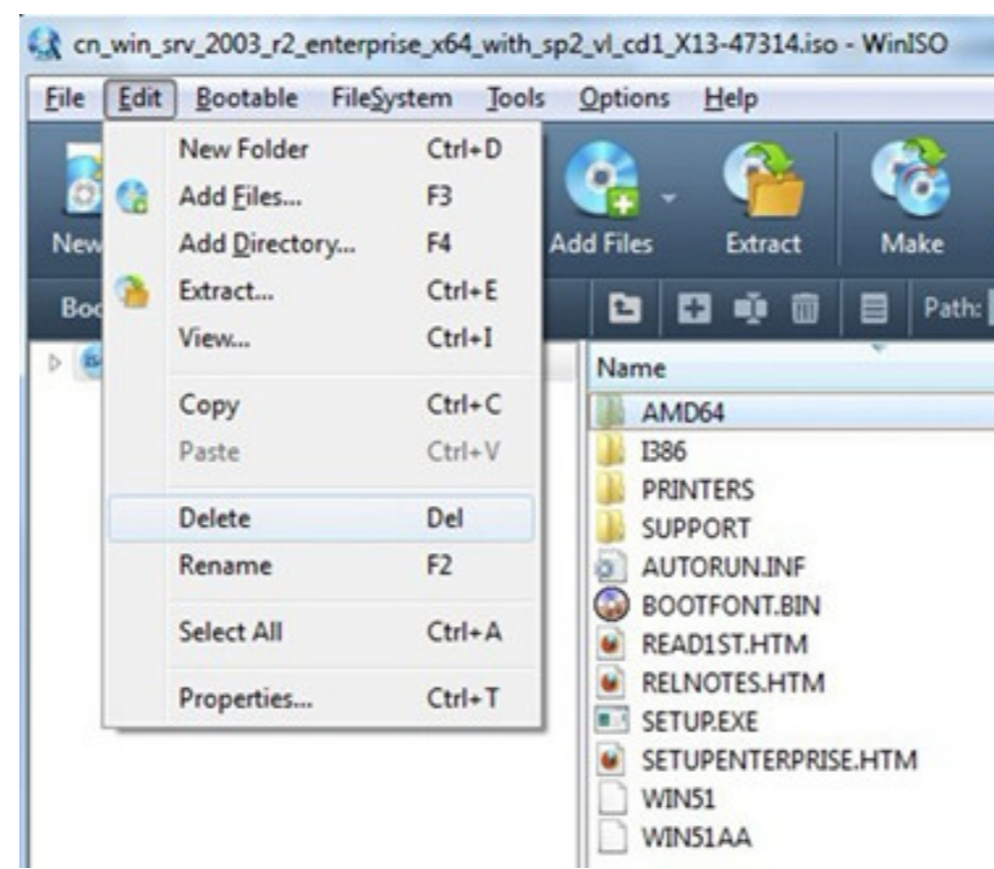 cn_win_srv_2003_r2_enterprise_x64_with_sp2_vl_cd1_X13-47314.iso - WinISO
File Edit Bootable FileSystem Tools Options Help
New Folder Ctrl+D
Add Files... F3
Add Directory... F4
Extract... Ctrl+E
View... Ctrl+I
Copy Ctrl+C
Paste Ctrl+V
Delete Del
Rename F2
Select All Ctrl+A
Properties... Ctrl+T
New Add Files Extract Make
Path:
Name
AMD64
I386
PRINTERS
SUPPORT
AUTORUN.INF
BOOTFONT.BIN
READ1ST.HTM
RELNOTES.HTM
SETUP.EXE
SETUPENTERPRISE.HTM
WIN51
WIN51AA